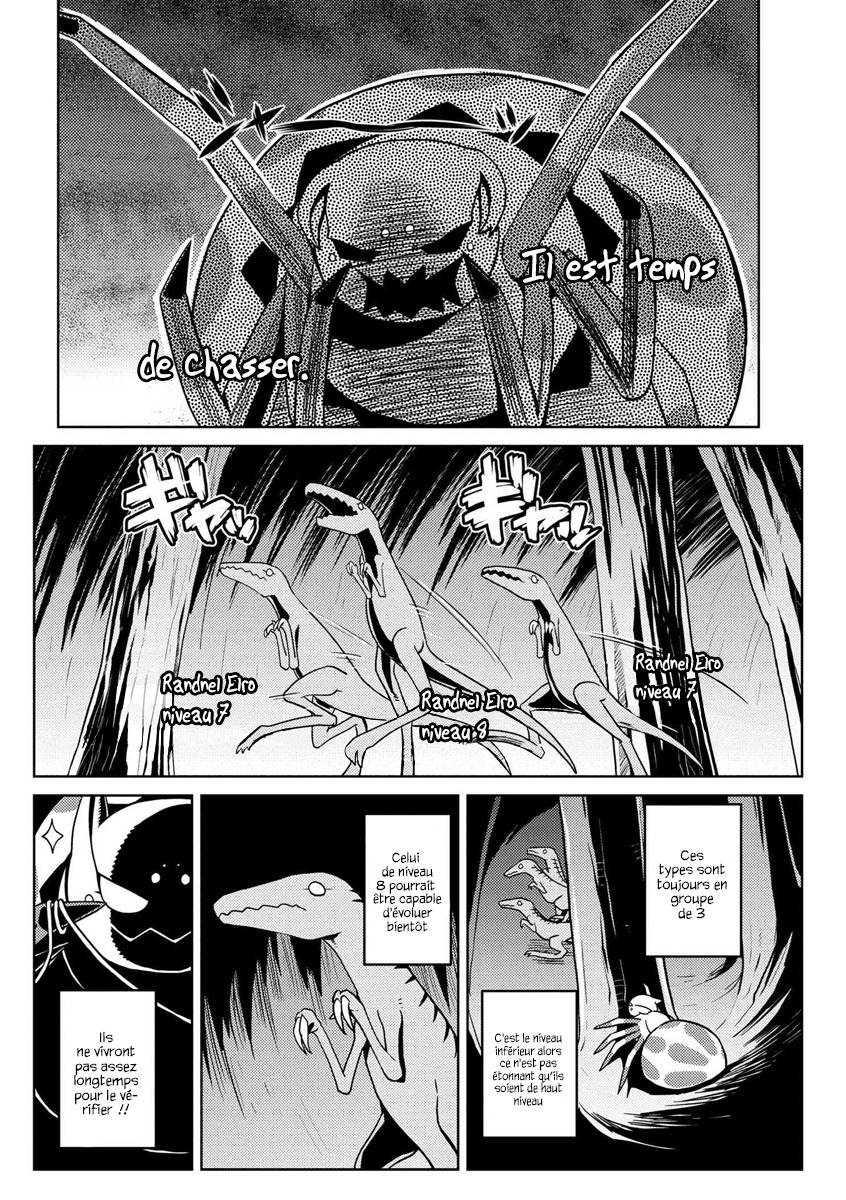 Il est temps
de chasser.
ギャッ
ギャッ
Randnel Elro
niveau 7
Randnel Elro
niveau 8
Randnel Elro
niveau 7
Ces
types sont
toujours en
groupe
de 3
C'est le niveau
inférieur alors
ce n'est pas
étonnant qu'ils
soient de haut
niveau
Celui
de niveau
8 pourrait
être capable
d'évoluer
bientôt
Ils
ne vivront
pas assez
longtemps
pour le vé-
rifier !!